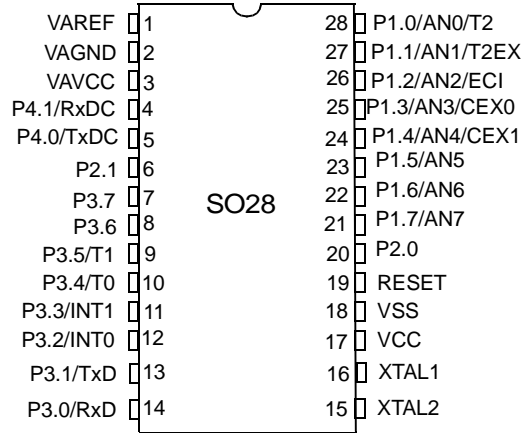 VAREF 1 28 P1.0/AN0/T2
VAGND 2 27 P1.1/AN1/T2EX
VAVCC 3 26 P1.2/AN2/ECI
P4.1/RxDC 4 25 P1.3/AN3/CEX0
P4.0/TxDC 5 24 P1.4/AN4/CEX1
P2.1 6 23 P1.5/AN5
P3.7 7 22 P1.6/AN6
SO28
P3.6 8 21 P1.7/AN7
P3.5/T1 9 20 P2.0
P3.4/T0 10 19 RESET
P3.3/INT1 11 18 VSS
P3.2/INT0 12 17 VCC
P3.1/TxD 13 16 XTAL1
P3.0/RxD 14 15 XTAL2